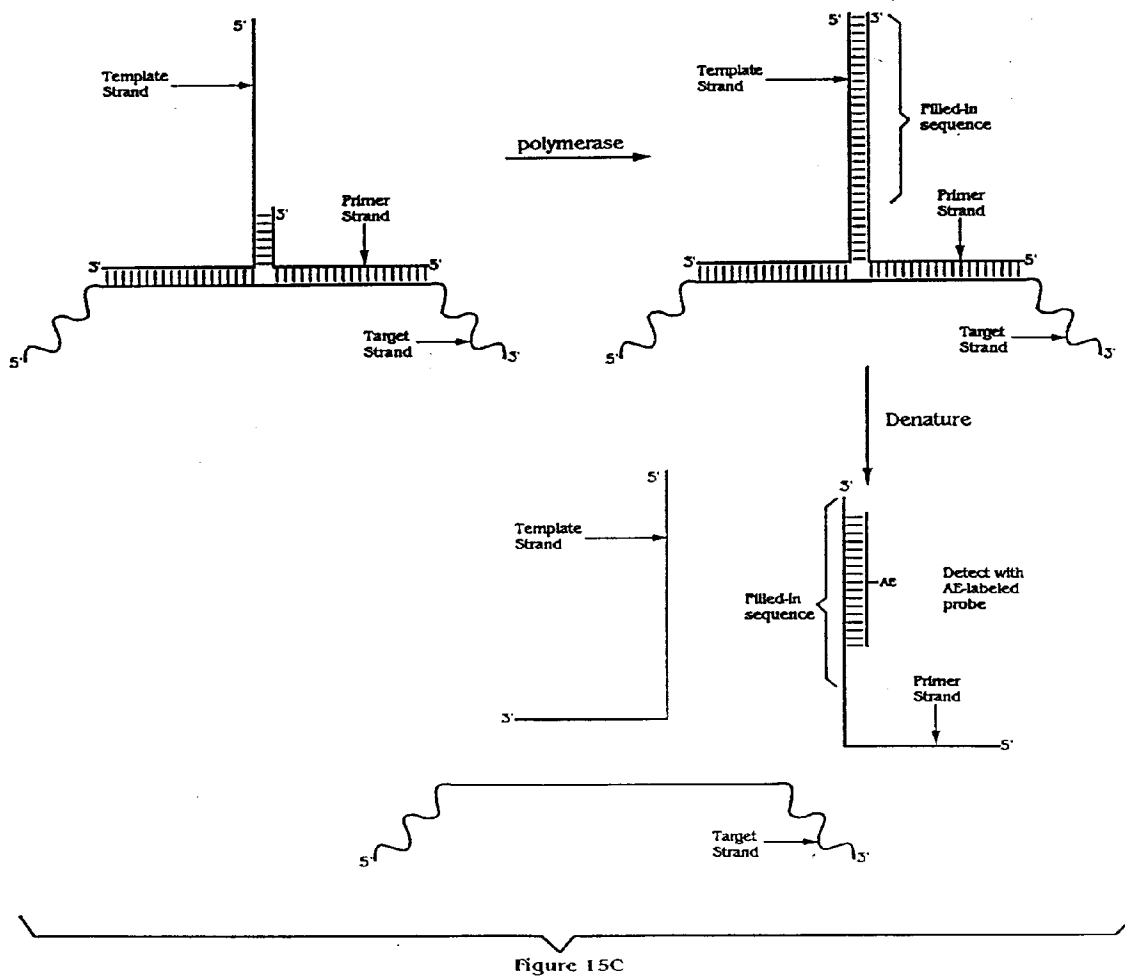 5'
Template
Strand
3'
Primer
Strand
3'
5'
Target
Strand
5'
3'
polymerase
5'
3'
Template
Strand
Filled-in
sequence
Primer
Strand
3'
5'
Target
Strand
5'
3'
Denature
5'
Template
Strand
3'
3'
AE
Detect with
AE-labeled
probe
Filled-in
sequence
Primer
Strand
5'
Target
Strand
5'
3'
Figure 15C